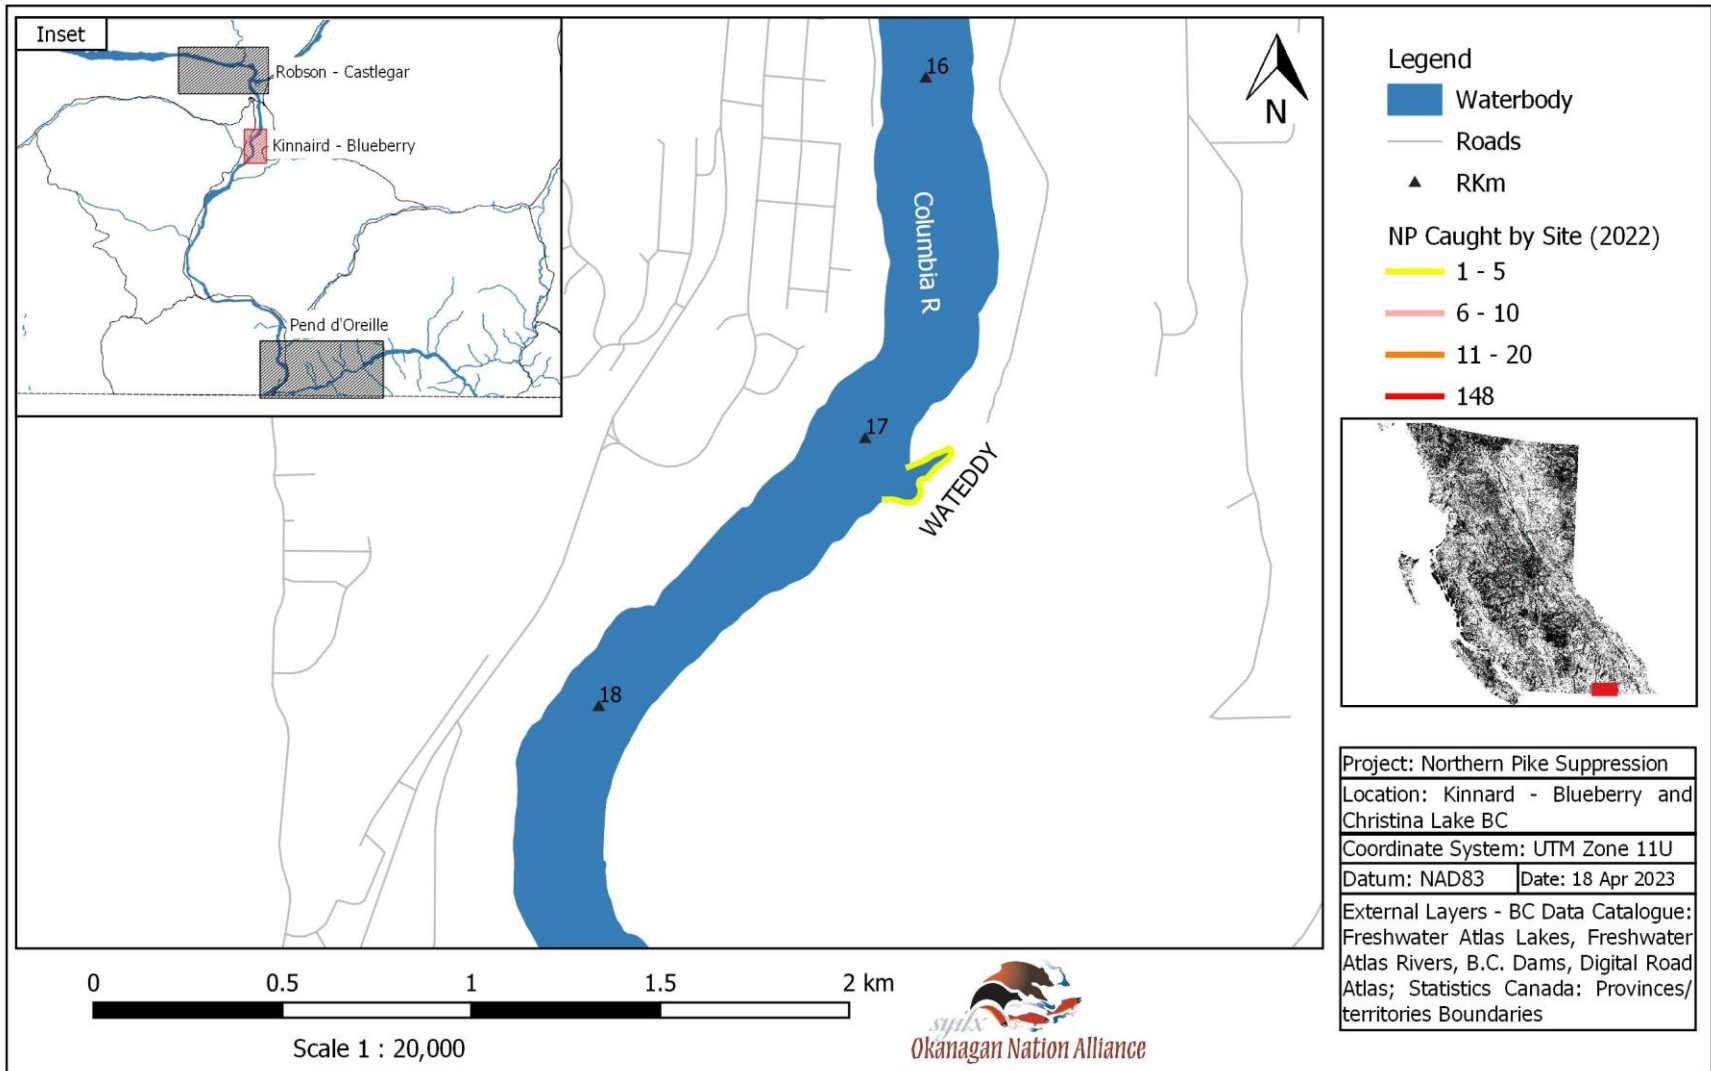 Inset
Robson - Castlegar
Kinnaird - Blueberry
Pend d'Oreille
16
N
Columbia R
17
WATEDDY
18
Legend
Waterbody
Roads
RKm
NP Caught by Site (2022)
1 - 5
6 - 10
11 - 20
148
Project: Northern Pike Suppression
Location: Kinnard - Blueberry and
Christina Lake BC
Coordinate System: UTM Zone 11U
Datum: NAD83
Date: 18 Apr 2023
External Layers - BC Data Catalogue:
Freshwater Atlas Lakes, Freshwater
Atlas Rivers, B.C. Dams, Digital Road
Atlas; Statistics Canada: Provinces/
territories Boundaries
0 0.5 1 1.5 2 km
Scale 1 : 20,000
syilx
Okanagan Nation Alliance